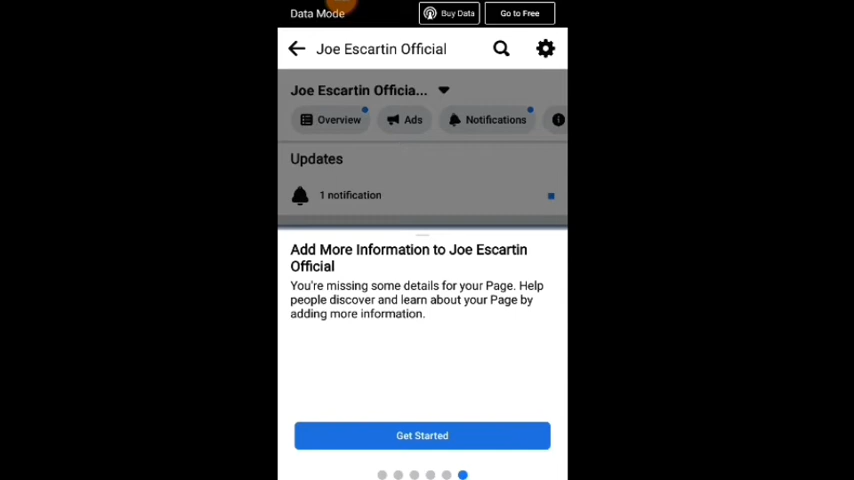 Data Mode
Buy Data
Go to Free
Joe Escartin Official
Joe Escartin Officia...
Overview
Ads
Notifications
Updates
1 notification
Add More Information to Joe Escartin
Official
You're missing some details for your Page. Help
people discover and learn about your Page by
adding more information.
Get Started